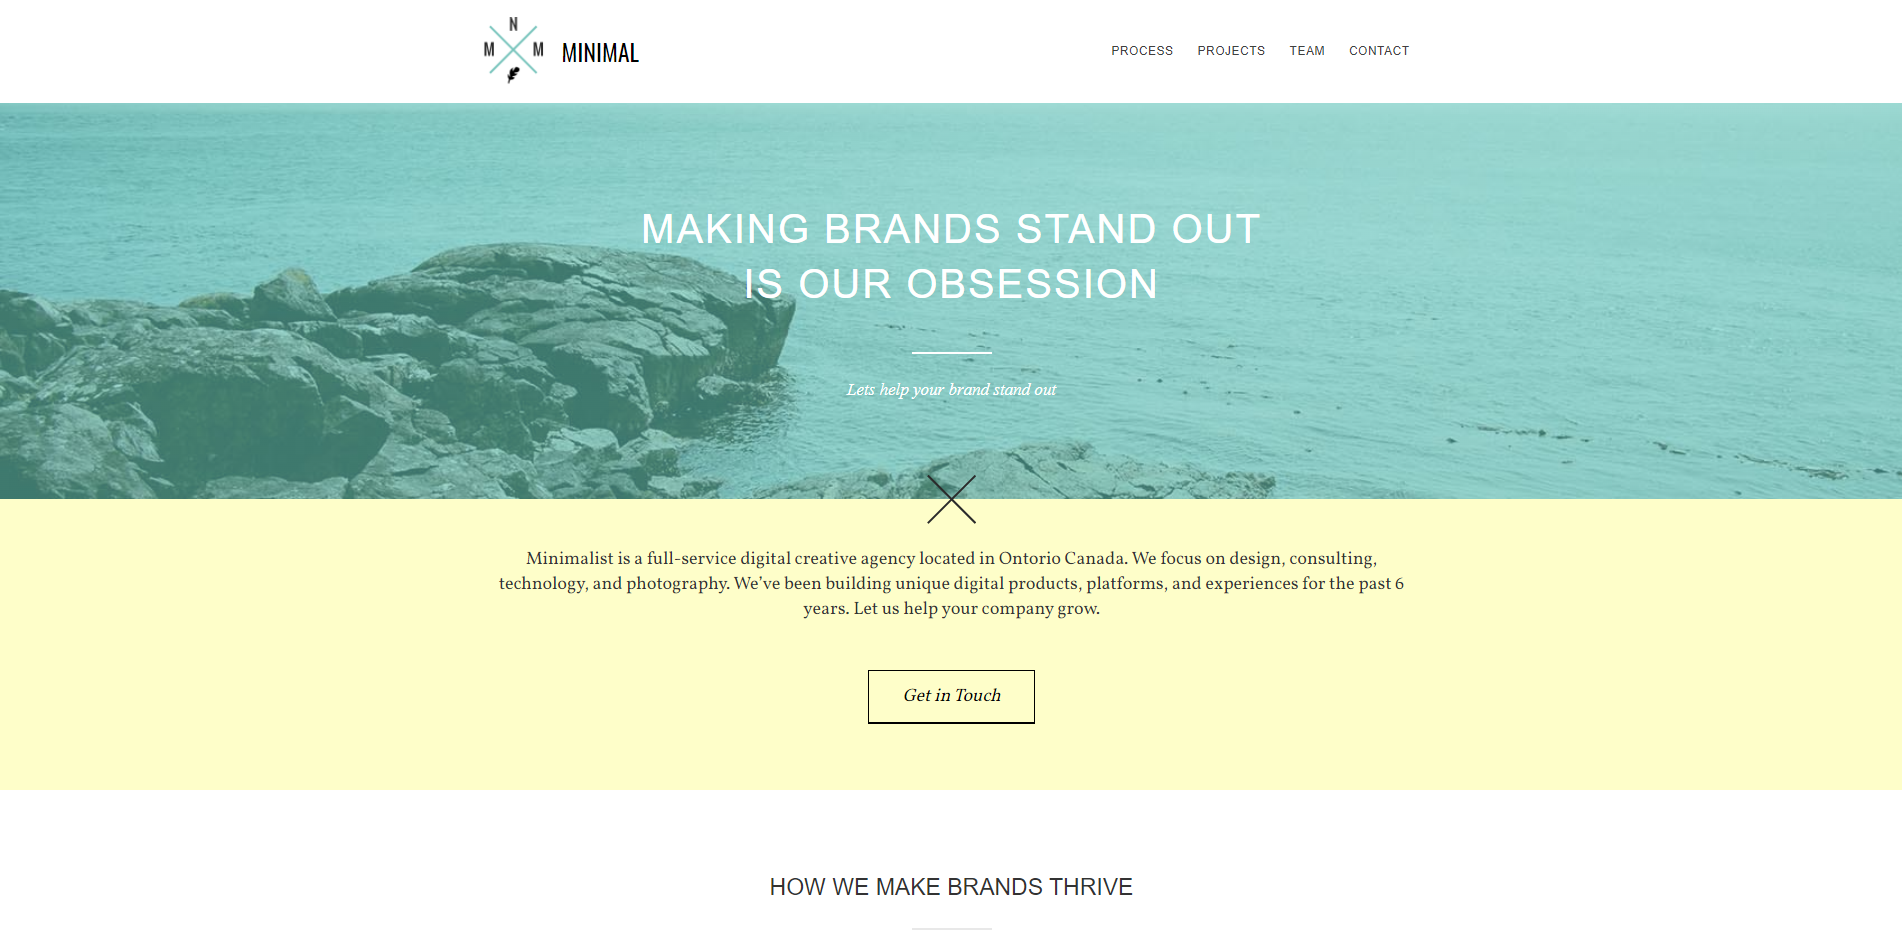 N
M M
MINIMAL
PROCESS PROJECTS TEAM CONTACT
MAKING BRANDS STAND OUT
IS OUR OBSESSION
Lets help your brand stand out
Minimalist is a full-service digital creative agency located in Ontorio Canada. We focus on design, consulting,
technology, and photography. We’ve been building unique digital products, platforms, and experiences for the past 6
years. Let us help your company grow.
Get in Touch
HOW WE MAKE BRANDS THRIVE